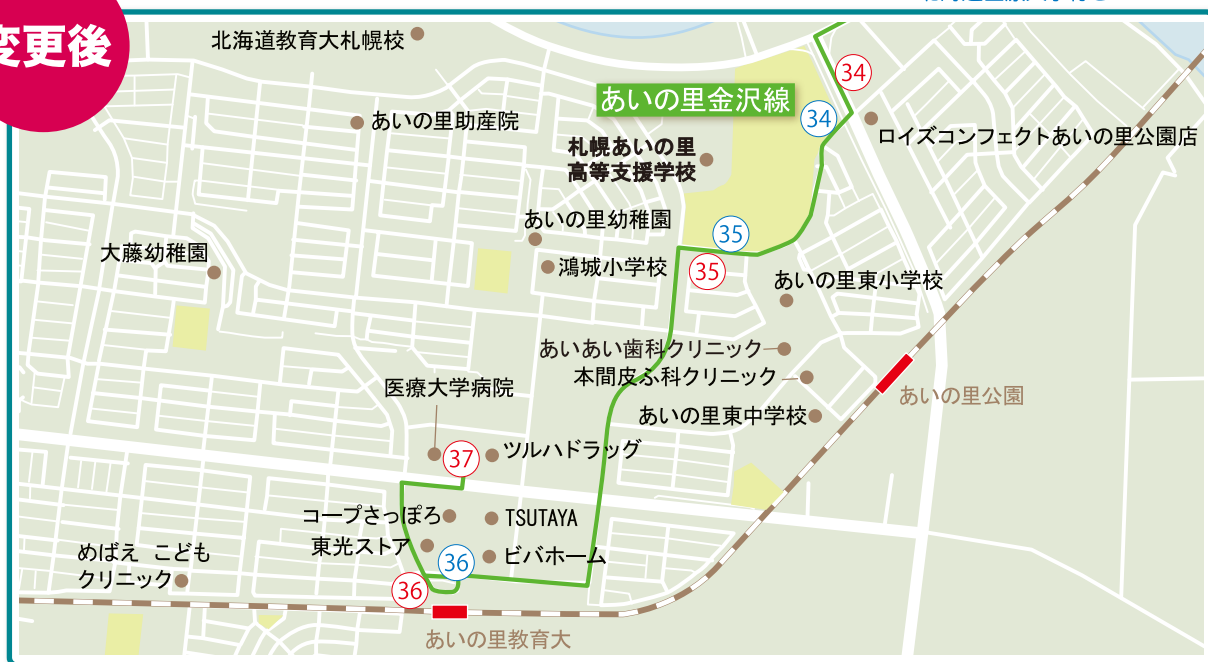 変更後
北海道教育大札幌校
34
あいの里金沢線
34
あいの里助産院
ロイズコンフェクトあいの里公園店
札幌あいの里
高等支援学校
あいの里幼稚園
35
大藤幼稚園
鴻城小学校
35
あいの里東小学校
あいあい歯科クリニック
本間皮ふ科クリニック
医療大学病院
あいの里公園
あいの里東中学校
37
ツルハドラッグ
コープさっぽろ
TSUTAYA
東光ストア
ビバホーム
めばえ こども
クリニック
36
36
あいの里教育大